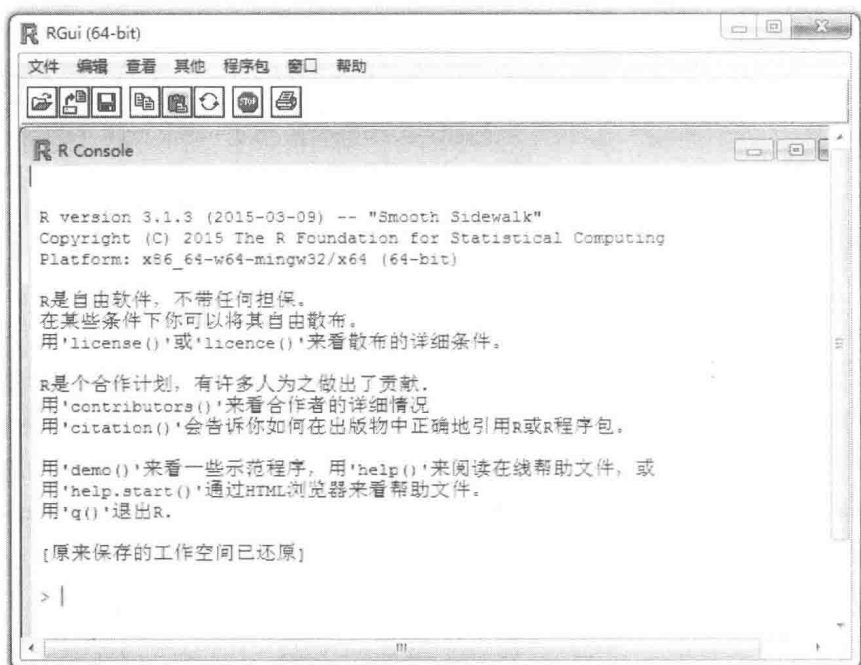 RGui (64-bit)
文件 编辑 查看 其他 程序包 窗口 帮助
STOP
R Console
R version 3.1.3 (2015-03-09) -- "Smooth Sidewalk"
Copyright (C) 2015 The R Foundation for Statistical Computing
Platform: x86_64-w64-mingw32/x64 (64-bit)
R是自由软件，不带任何担保。
在某些条件下你可以将其自由散布。
用'license()'或'licence()'来看散布的详细条件。
R是个合作计划，有许多人为之做出了贡献.
用'contributors()'来看合作者的详细情况
用'citation()'会告诉你如何在出版物中正确地引用R或R程序包。
用'demo()'来看一些示范程序，用'help()'来阅读在线帮助文件，或
用'help.start()'通过HTML浏览器来看帮助文件。
用'q()'退出R.
[原来保存的工作空间已还原]
>